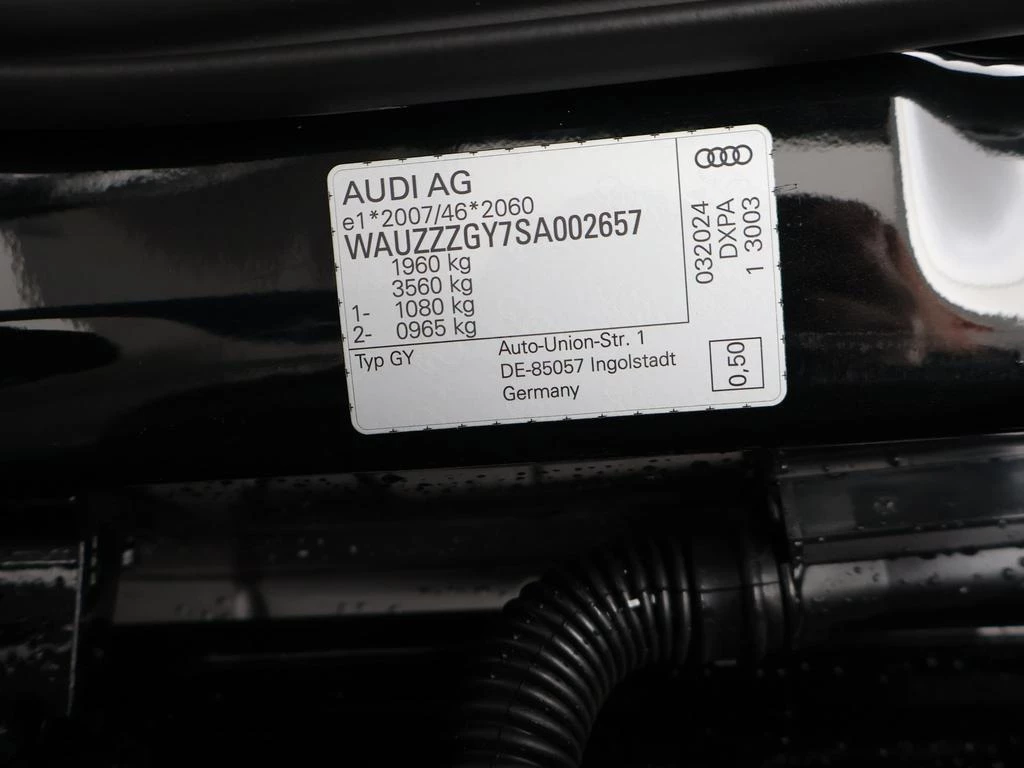 AUDI AG
e1*2007/46*2060
WAUZZZGY7SA002657
1960 kg
3560 kg
1- 1080 kg
2- 0965 kg
Typ GY
Auto-Union-Str. 1
DE-85057 Ingolstadt
Germany
032024
DXPA
1 3003
0,50